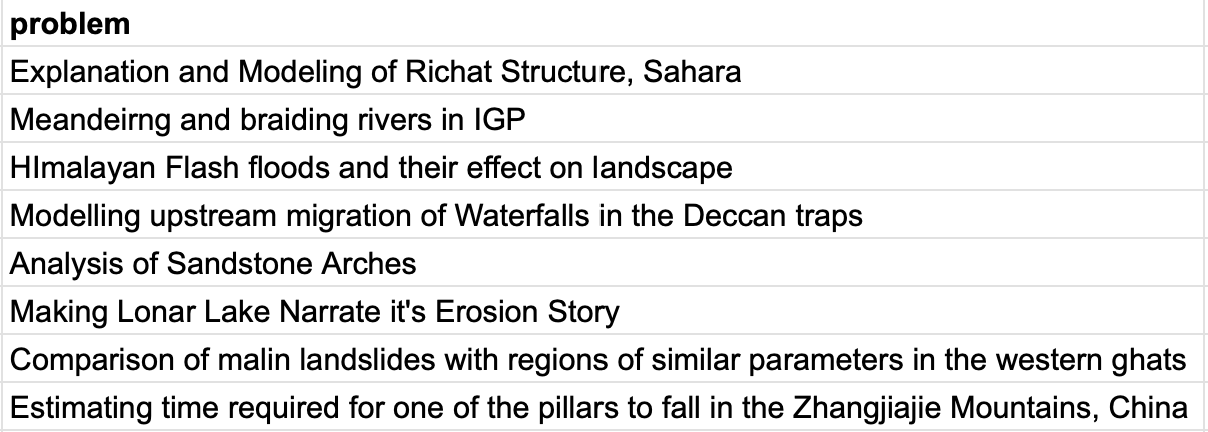 problem
Explanation and Modeling of Richat Structure, Sahara
Meandeirng and braiding rivers in IGP
HImalayan Flash floods and their effect on landscape
Modelling upstream migration of Waterfalls in the Deccan traps
Analysis of Sandstone Arches
Making Lonar Lake Narrate it's Erosion Story
Comparison of malin landslides with regions of similar parameters in the western ghats
Estimating time required for one of the pillars to fall in the Zhangjiajie Mountains, China